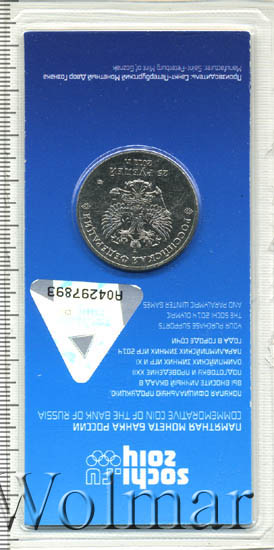 sochi.ru
2014
ПАМЯТНАЯ МОНЕТА БАНКА РОССИИ
COMMEMORATIVE COIN OF THE BANK OF RUSSIA
ПОКУПАЯ ОФИЦИАЛЬНУЮ ПРОДУКЦИЮ,
ВЫ ВНОСИТЕ ЛИЧНЫЙ ВКЛАД В
ПОДГОТОВКУ И ПРОВЕДЕНИЕ XXII
ОЛИМПИЙСКИХ ЗИМНИХ ИГР И XI
ПАРАЛИМПИЙСКИХ ЗИМНИХ ИГР 2014
ГОДА В ГОРОДЕ СОЧИ
YOUR PURCHASE SUPPORTS
THE SOCHI 2014 OLYMPIC
AND PARALYMPIC WINTER GAMES
A04297893
РОССИЙСКАЯ ФЕДЕРАЦИЯ
25 РУБЛЕЙ
Производитель: Санкт-Петербургский Монетный Двор Гознака
Manufacturer: Saint-Petersburg Mint of Goznak
Wolmar